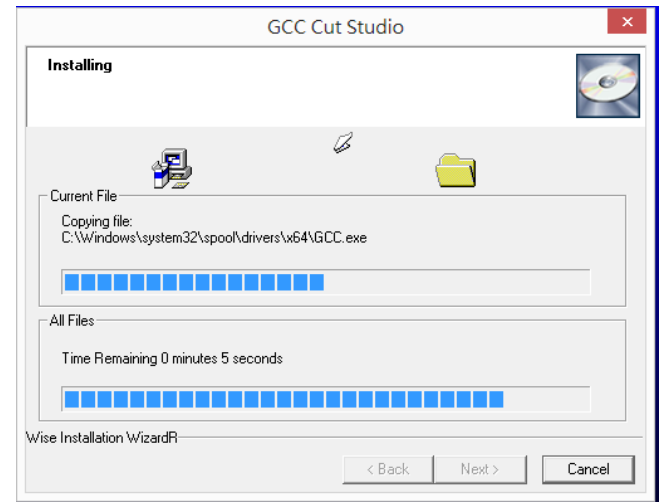 GCC Cut Studio
Installing
Current File
Copying file:
C:\Windows\system32\spool\drivers\x64\GCC.exe
All Files
Time Remaining 0 minutes 5 seconds
Wise Installation WizardR
< Back
Next >
Cancel